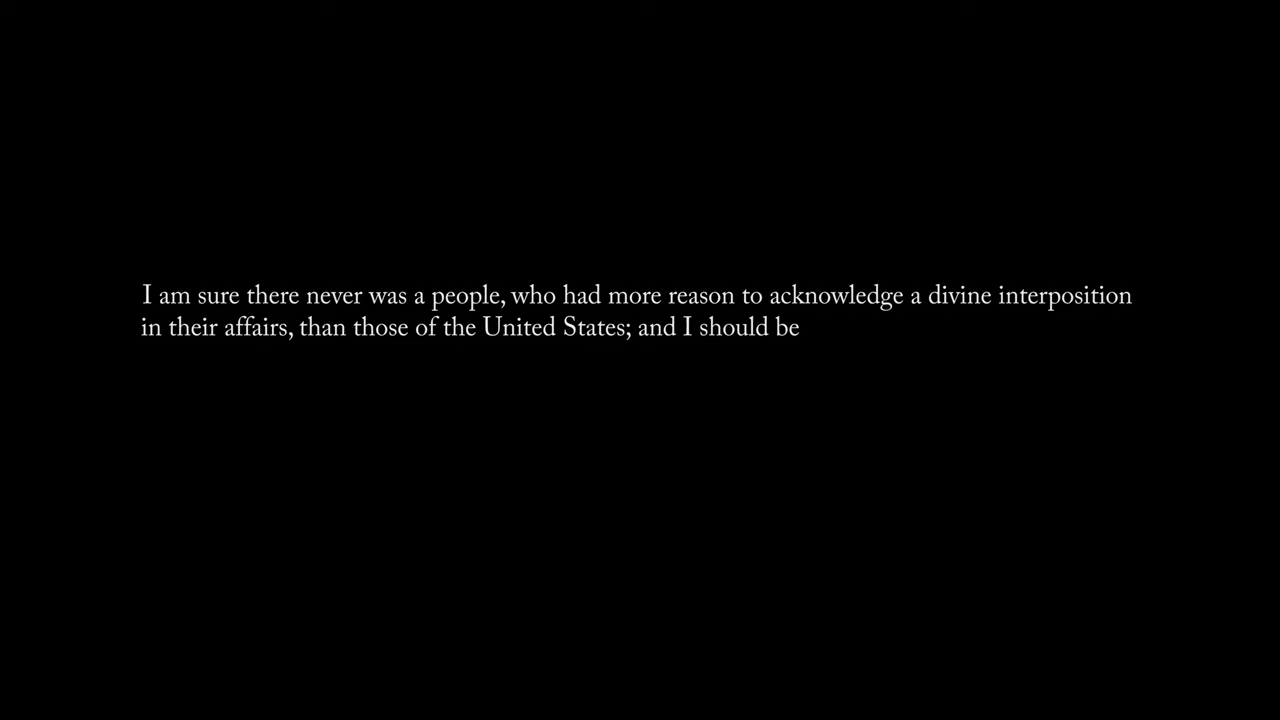 I am sure there never was a people, who had more reason to acknowledge a divine interposition
in their affairs, than those of the United States; and I should be